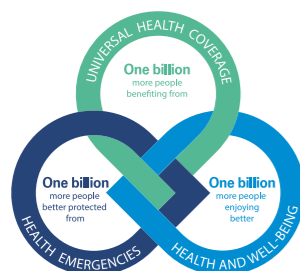 UNIVERSAL HEALTH COVERAGE
One billion
more people
benefiting from
One billion
more people
better protected
from
HEALTH EMERGENCIES
One billion
more people
enjoying
better
HEALTH AND WELL-BEING